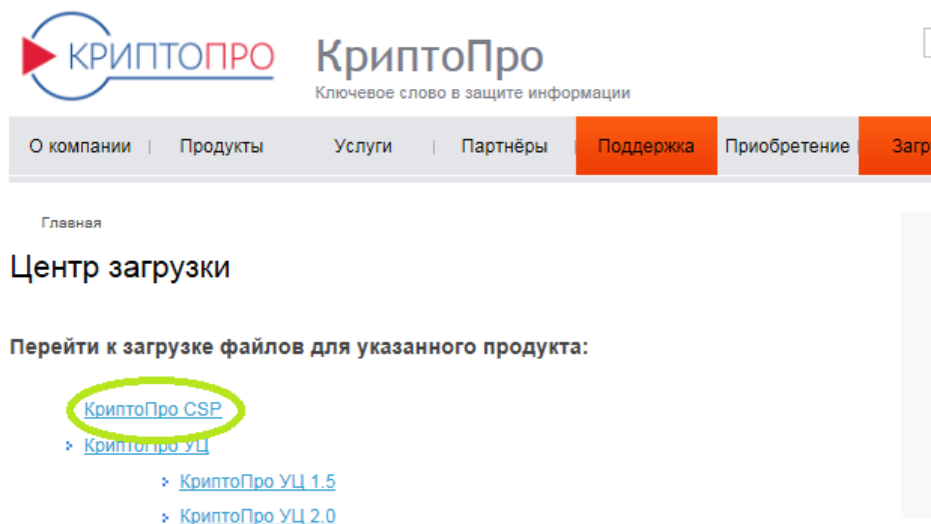 КРИПТОПРО
КриптоПро
Ключевое слово в защите информации
О компании | Продукты Услуги | Партнёры | Поддержка Приобретение | Загр
Главная
Центр загрузки
Перейти к загрузке файлов для указанного продукта:
КриптоПро CSP
КриптоПро УЦ
КриптоПро УЦ 1.5
КриптоПро УЦ 2.0